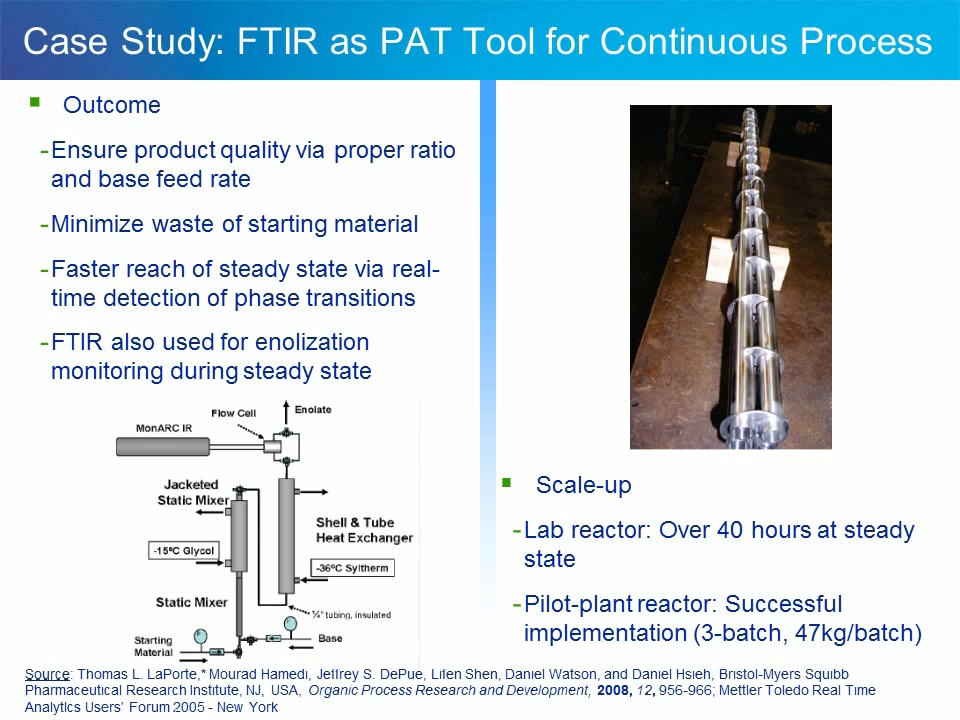 Case Study: FTIR as PAT Tool for Continuous Process
Outcome
-Ensure product quality via proper ratio
and base feed rate
-Minimize waste of starting material
-Faster reach of steady state via real-
time detection of phase transitions
-FTIR also used for enolization
monitoring during steady state
Flow Cell
Enolate
MonARC IR
Jacketed
Static Mixer
Shell & Tube
Heat Exchanger
-15ºC Glycol
-36ºC Syltherm
Static Mixer
¼" tubing, insulated
Starting
Material
Base
Scale-up
-Lab reactor: Over 40 hours at steady
state
-Pilot-plant reactor: Successful
implementation (3-batch, 47kg/batch)
Source: Thomas L. LaPorte,* Mourad Hamedi, Jeffrey S. DePue, Lifen Shen, Daniel Watson, and Daniel Hsieh, Bristol-Myers Squibb
Pharmaceutical Research Institute, NJ, USA, Organic Process Research and Development, 2008, 12, 956-966; Mettler Toledo Real Time
Analytics Users' Forum 2005 - New York